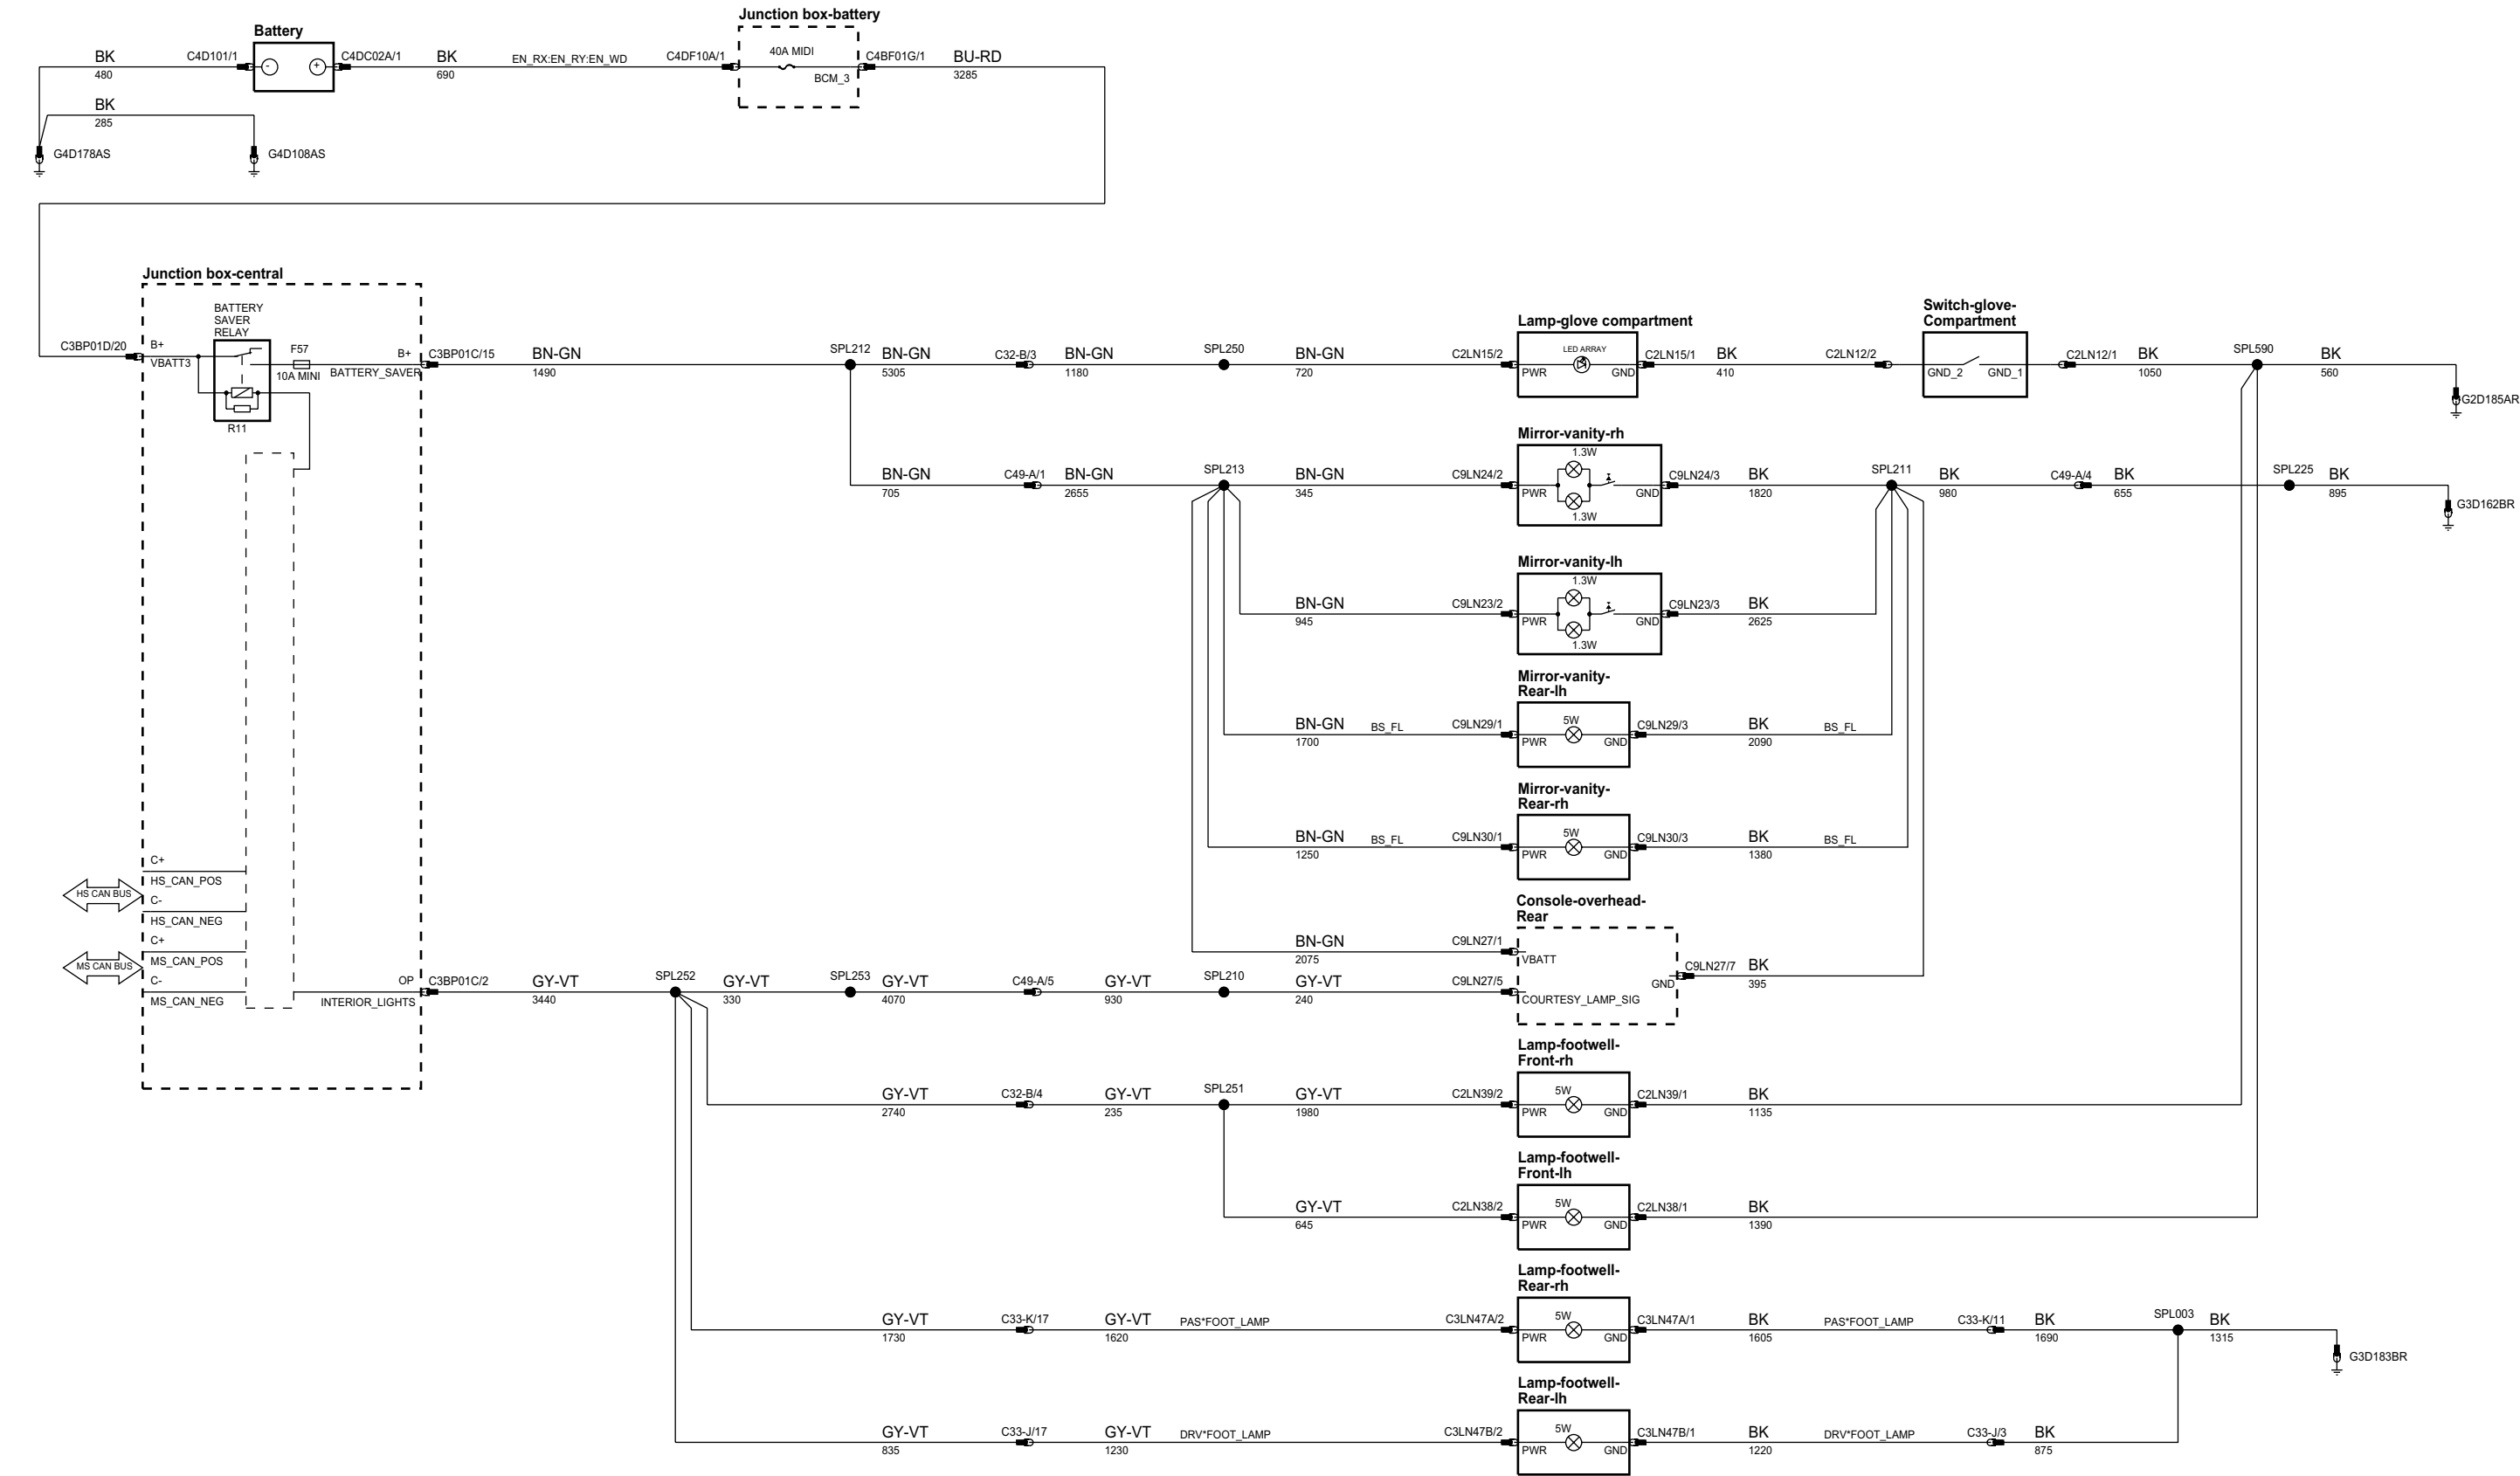 Junction box-battery
Battery
BK
480
C4D101/1
-
+
C4DC02A/1
BK
690
EN_RX:EN_RY:EN_WD
C4DF10A/1
40A MIDI
BCM_3
C4BF01G/1
BU-RD
3285
BK
285
G4D178AS
G4D108AS
Junction box-central
BATTERY
SAVER
RELAY
C3BP01D/20
B+
VBATT3
F57
10A MINI
R11
B+
BATTERY_SAVER
C3BP01C/15
BN-GN
1490
SPL212
BN-GN
5305
C32-B/3
BN-GN
1180
SPL250
BN-GN
720
C2LN15/2
Lamp-glove compartment
LED ARRAY
PWR
GND
C2LN15/1
BK
410
C2LN12/2
Switch-glove-
Compartment
GND_2
GND_1
C2LN12/1
BK
1050
SPL590
BK
560
G2D185AR
BN-GN
705
C49-A/1
BN-GN
2655
SPL213
BN-GN
345
C9LN24/2
Mirror-vanity-rh
1.3W
PWR
GND
1.3W
C9LN24/3
BK
1820
SPL211
BK
980
C49-A/4
BK
655
SPL225
BK
895
G3D162BR
BN-GN
945
C9LN23/2
Mirror-vanity-lh
1.3W
PWR
GND
1.3W
C9LN23/3
BK
2625
BN-GN
1700
BS_FL
C9LN29/1
Mirror-vanity-
Rear-lh
5W
PWR
GND
C9LN29/3
BK
2090
BS_FL
BN-GN
1250
BS_FL
C9LN30/1
Mirror-vanity-
Rear-rh
5W
PWR
GND
C9LN30/3
BK
1380
BS_FL
HS CAN BUS
C+
HS_CAN_POS
C-
HS_CAN_NEG
MS CAN BUS
C+
MS_CAN_POS
C-
MS_CAN_NEG
Console-overhead-
Rear
BN-GN
2075
C9LN27/1
VBATT
C9LN27/7
GND
BK
395
OP
INTERIOR_LIGHTS
C3BP01C/2
GY-VT
3440
SPL252
GY-VT
330
SPL253
GY-VT
4070
C49-A/5
GY-VT
930
SPL210
GY-VT
240
C9LN27/5
COURTESY_LAMP_SIG
GY-VT
2740
C32-B/4
GY-VT
235
SPL251
GY-VT
1980
C2LN39/2
Lamp-footwell-
Front-rh
5W
PWR
GND
C2LN39/1
BK
1135
GY-VT
645
C2LN38/2
Lamp-footwell-
Front-lh
5W
PWR
GND
C2LN38/1
BK
1390
GY-VT
1730
C33-K/17
GY-VT
1620
PAS*FOOT_LAMP
C3LN47A/2
Lamp-footwell-
Rear-rh
5W
PWR
GND
C3LN47A/1
BK
1605
PAS*FOOT_LAMP
C33-K/11
BK
1690
SPL003
BK
1315
G3D183BR
GY-VT
835
C33-J/17
GY-VT
1230
DRV*FOOT_LAMP
C3LN47B/2
Lamp-footwell-
Rear-lh
5W
PWR
GND
C3LN47B/1
BK
1220
DRV*FOOT_LAMP
C33-J/3
BK
875